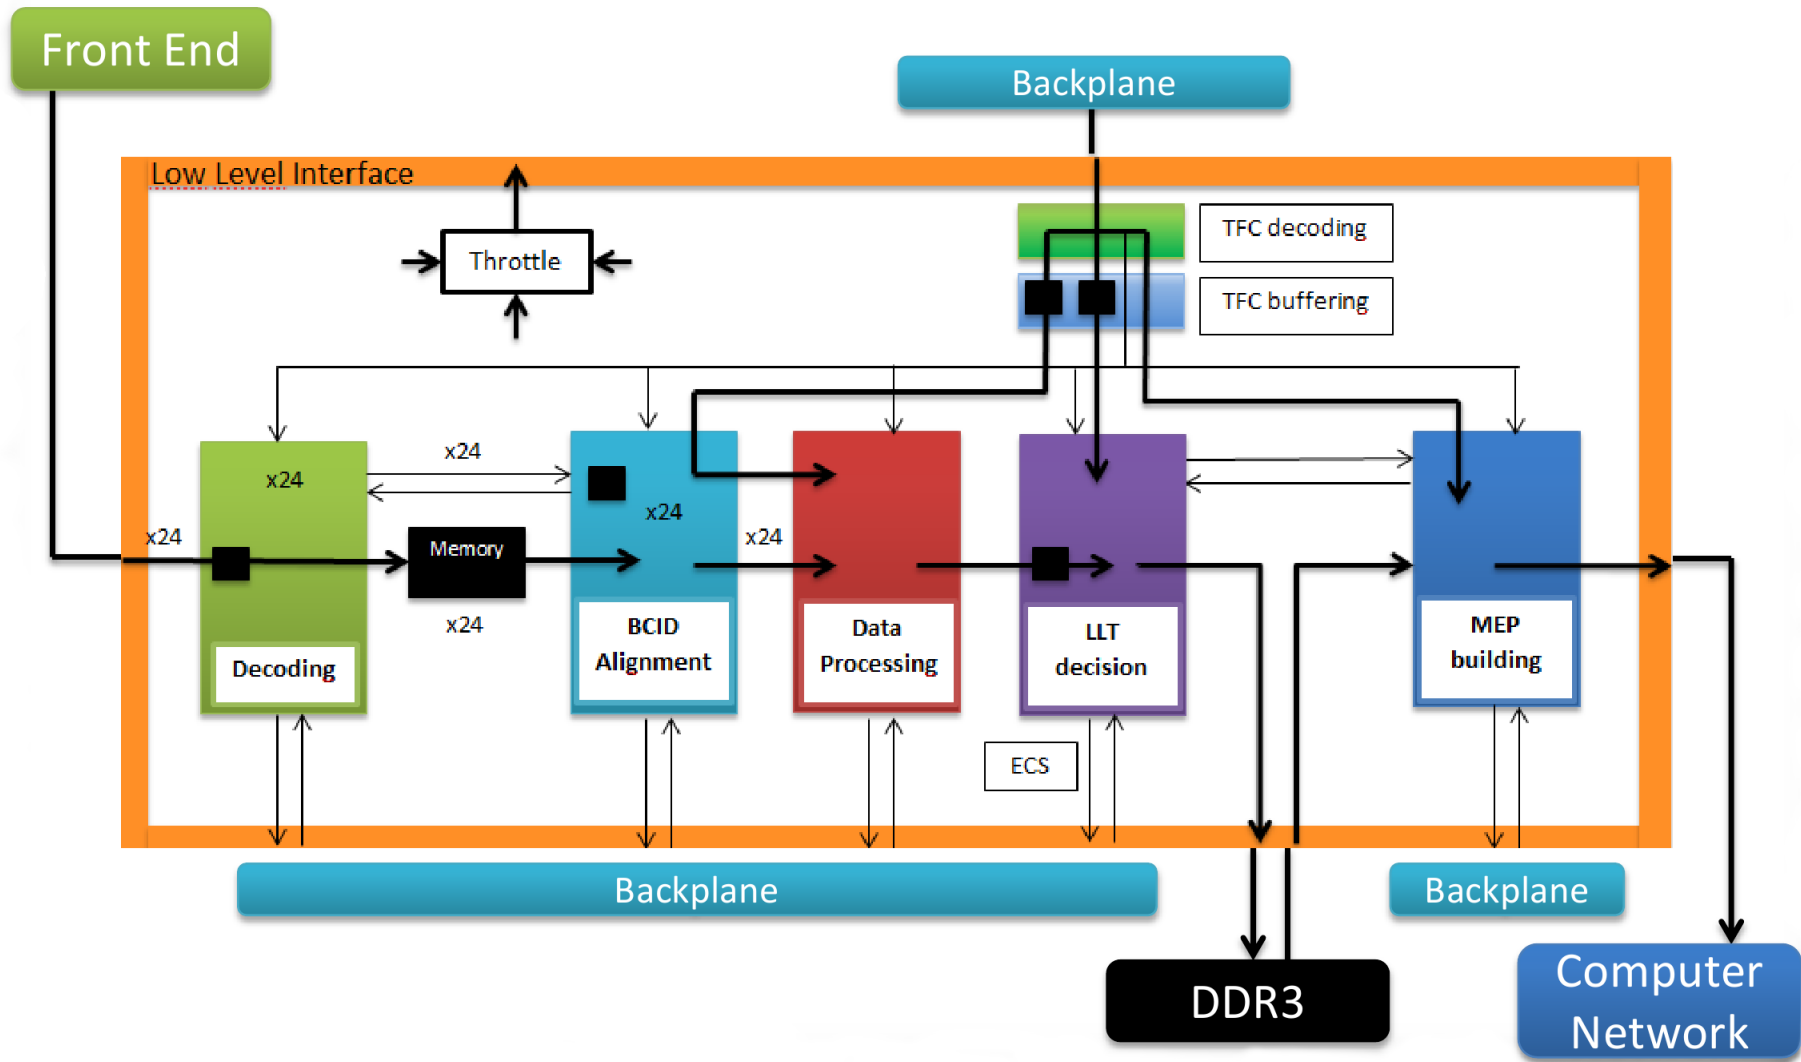 Front End
Backplane
Low Level Interface
TFC decoding
Throttle
TFC buffering
x24
x24
x24
x24
x24
Memory
x24
BCID
Alignment
Data
Processing
LLT
decision
MEP
building
Decoding
ECS
Backplane
Backplane
DDR3
Computer
Network